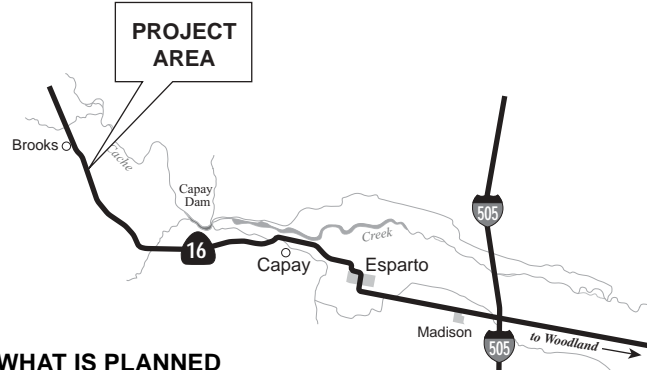 PROJECT
AREA
Brooks
Cache
Capay
Dam
505
Creek
16
Capay
Esparto
Madison
to Woodland
505
WHAT IS PLANNED